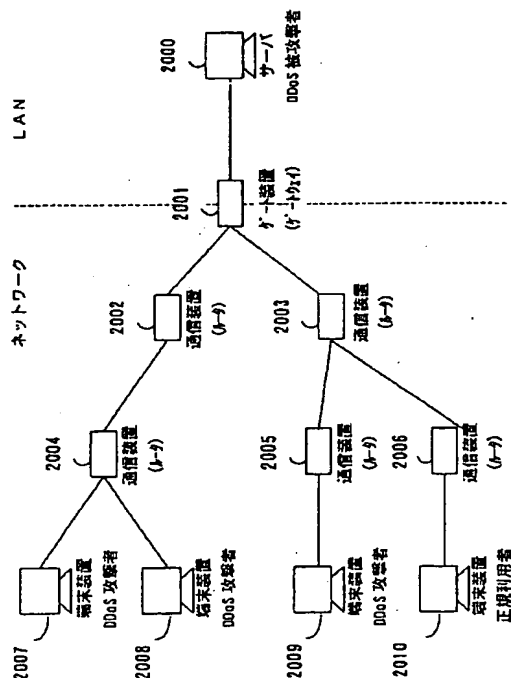 ネットワーク
LAN
2000
サーバ
DDoS 被攻撃者
2001
ゲート装置
(ゲートウェイ)
2002
通信装置
(ルータ)
2003
通信装置
(ルータ)
2004
通信装置
(ルータ)
2005
通信装置
(ルータ)
2006
通信装置
(ルータ)
2007
端末装置
DDoS 攻撃者
2008
端末装置
DDoS 攻撃者
2009
端末装置
DDoS 攻撃者
2010
端末装置
正規利用者